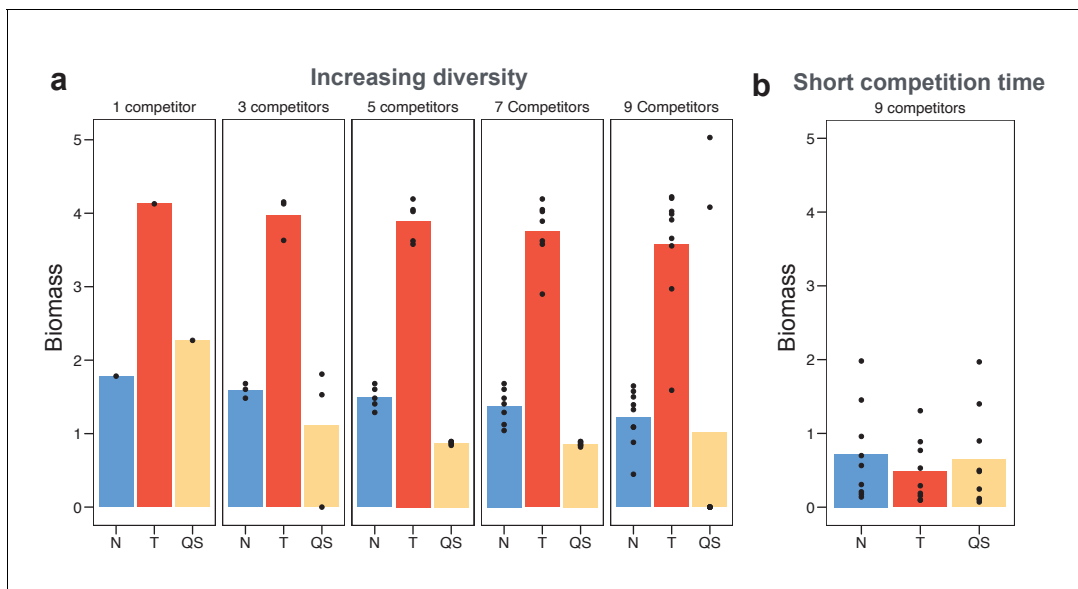 a
Increasing diversity
b
Short competition time
1 competitor
3 competitors
5 competitors
7 Competitors
9 Competitors
9 competitors
Biomass
5
4
3
2
1
0
N T QS
N T QS
N T QS
N T QS
N T QS
Biomass
5
4
3
2
1
0
N T QS